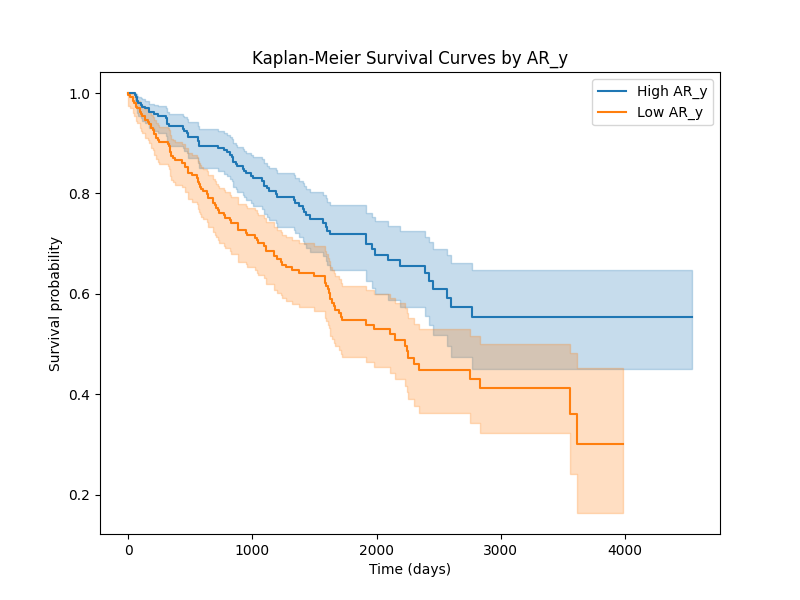 Kaplan-Meier Survival Curves by AR_y
High AR_y
Low AR_y
1.0
0.8
0.6
0.4
0.2
Survival probability
0
1000
2000
3000
4000
Time (days)